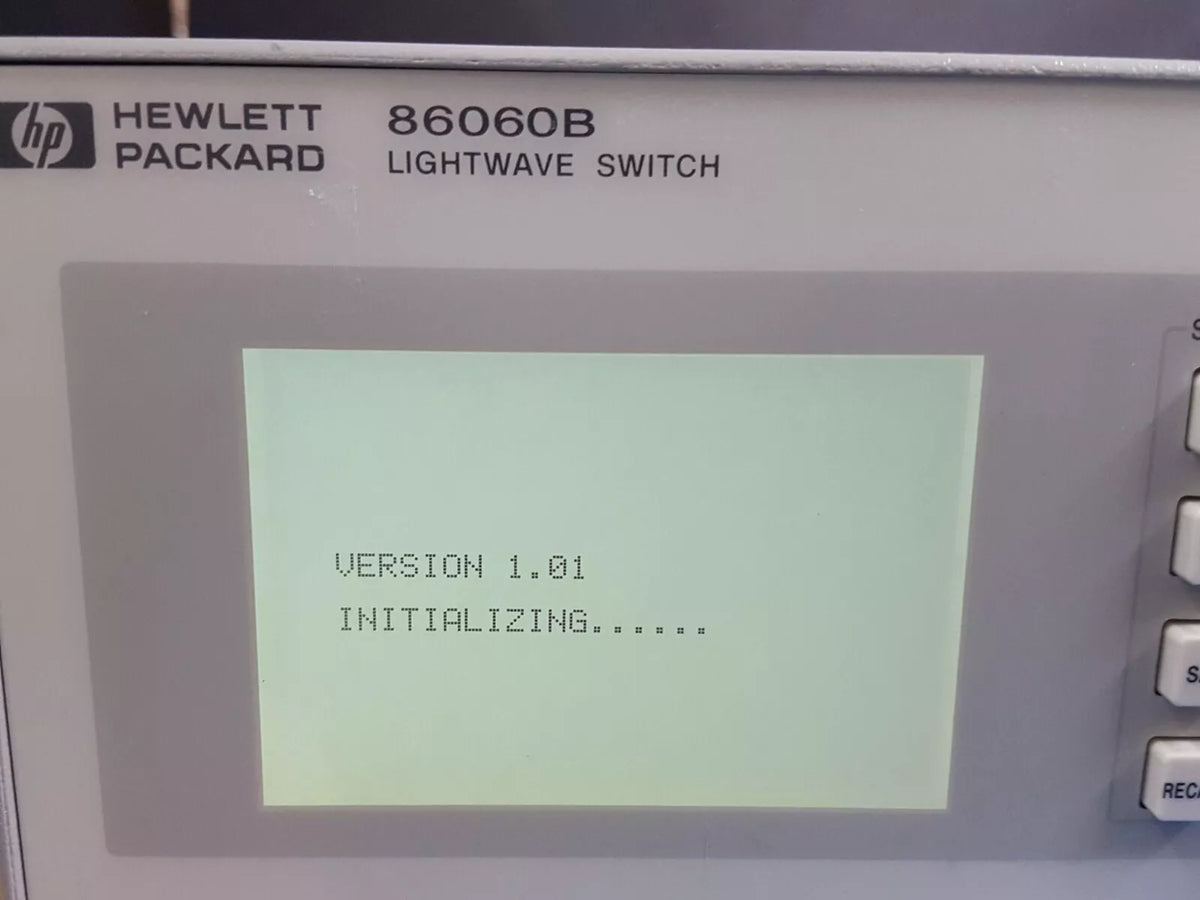 hp HEWLETT PACKARD
86060B
LIGHTWAVE SWITCH
VERSION 1.01
INITIALIZING......